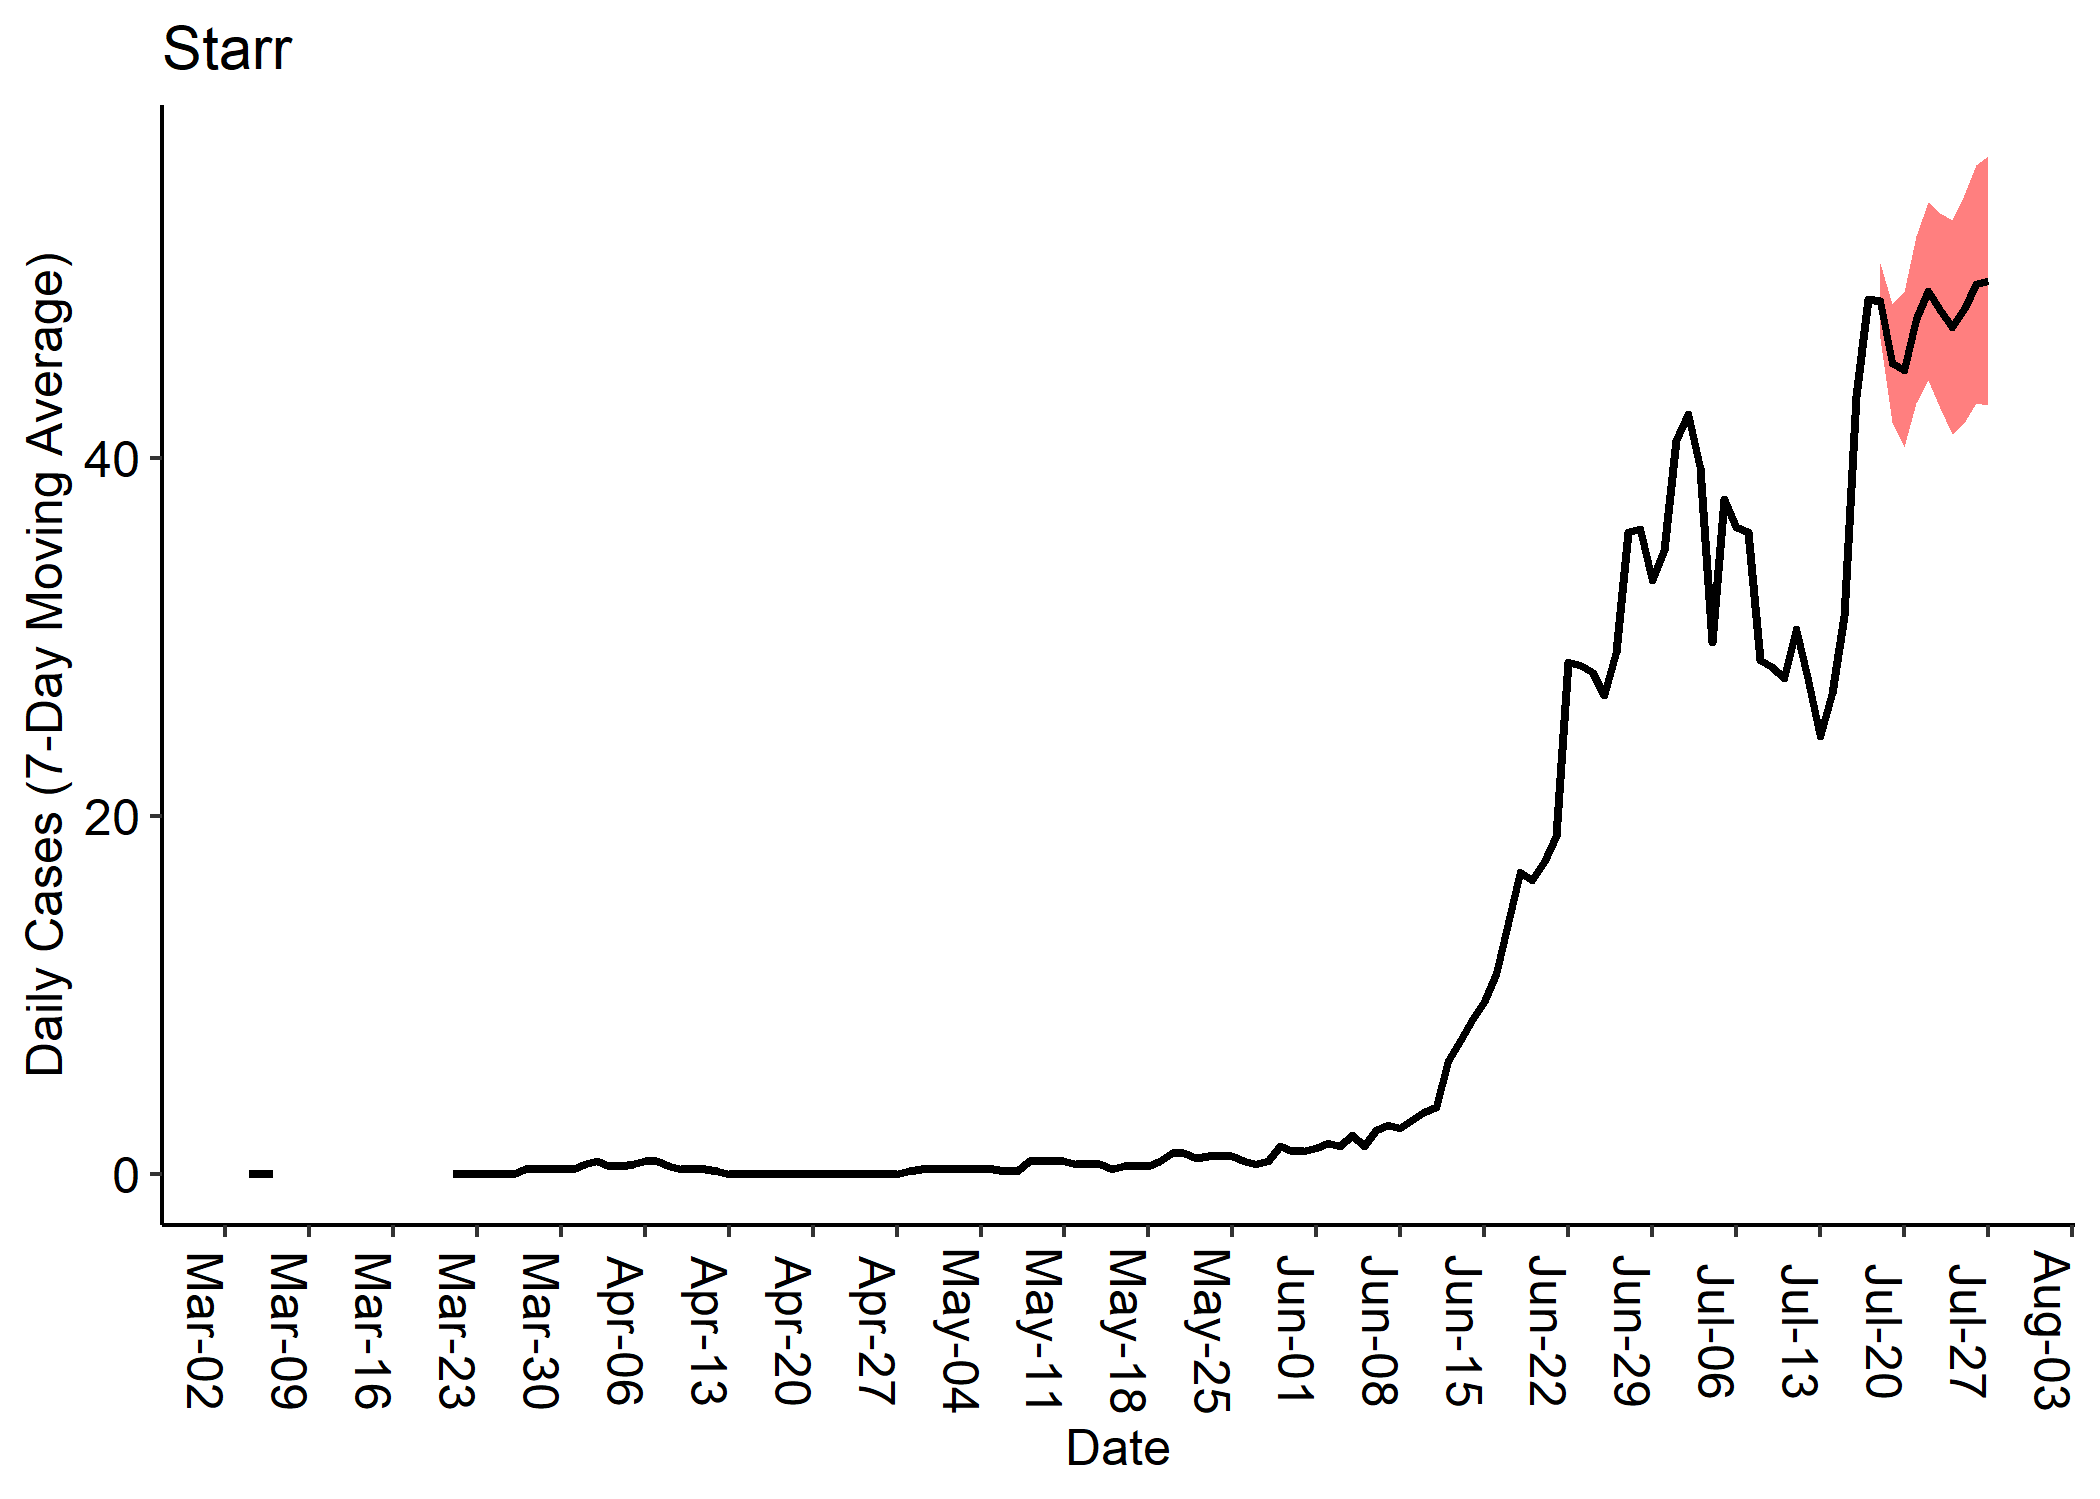 Starr
Daily Cases (7-Day Moving Average)
40
20
0
Mar-02
Mar-09
Mar-16
Mar-23
Mar-30
Apr-06
Apr-13
Apr-20
Apr-27
May-04
May-11
May-18
May-25
Jun-01
Jun-08
Jun-15
Jun-22
Jun-29
Jul-06
Jul-13
Jul-20
Jul-27
Aug-03
Date